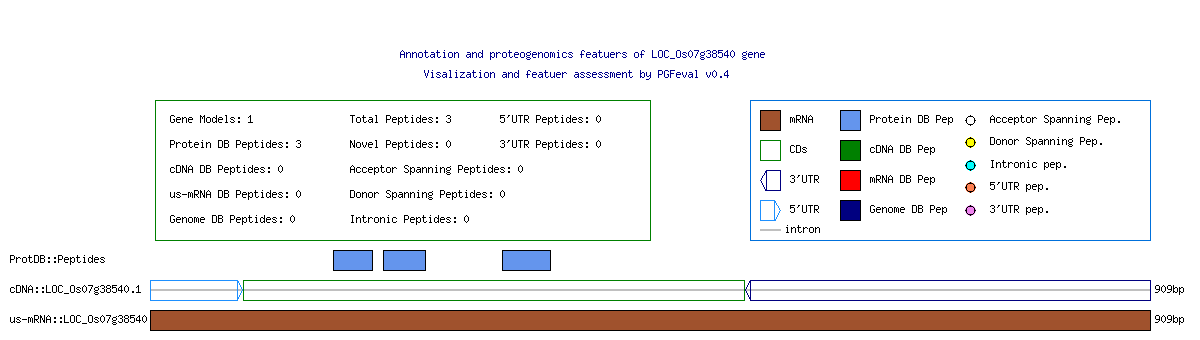 Annotation and proteogenomics featuers of LOC_Os07g38540 gene
Visalization and featuer assessment by PGFeval v0.4
Gene Models: 1 Total Peptides: 3 5'UTR Peptides: 0
Protein DB Peptides: 3 Novel Peptides: 0 3'UTR Peptides: 0
cDNA DB Peptides: 0 Acceptor Spanning Peptides: 0
us-mRNA DB Peptides: 0 Donor Spanning Peptides: 0
Genome DB Peptides: 0 Intronic Peptides: 0
mRNA Protein DB Pep Acceptor Spanning Pep.
CDs cDNA DB Pep Donor Spanning Pep.
3'UTR mRNA DB Pep Intronic pep.
5'UTR Genome DB Pep 5'UTR pep.
intron 3'UTR pep.
ProtDB::Peptides
cDNA::LOC_Os07g38540.1 909bp
us-mRNA::LOC_Os07g38540 909bp